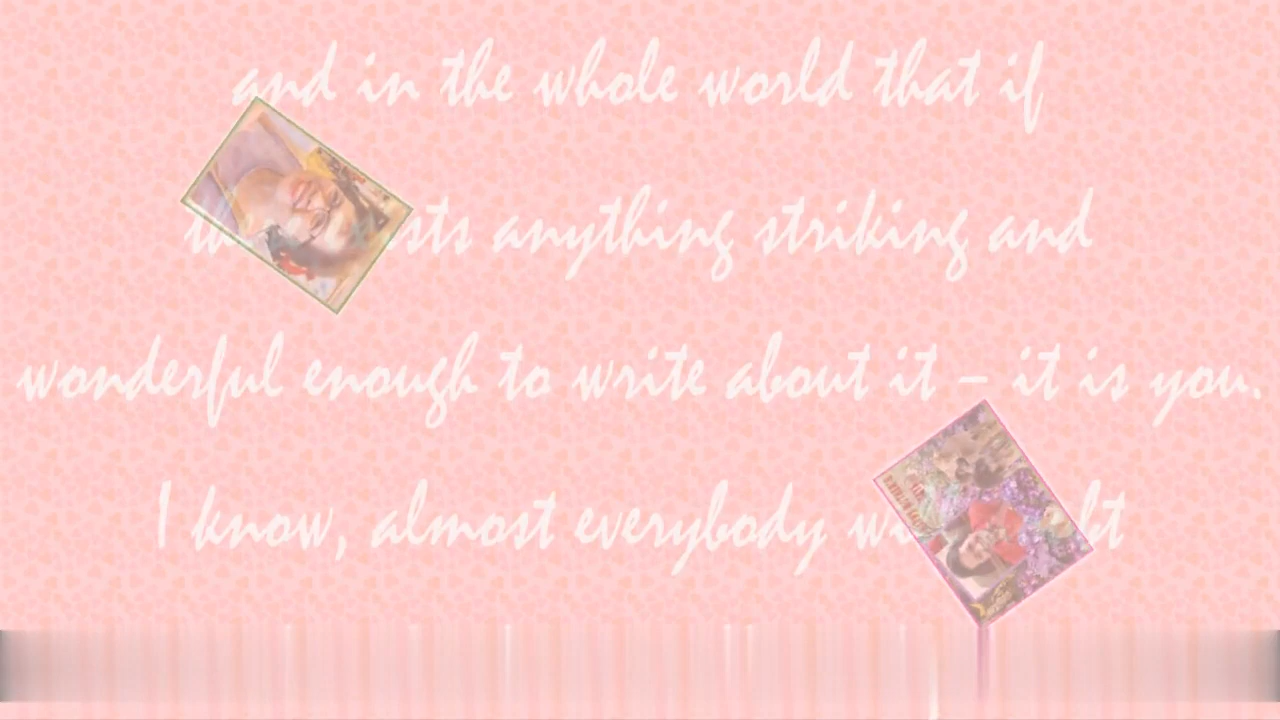 and in the whole world that if
anything striking and
wonderful enough to write about it – it is you.
I know, almost everybody